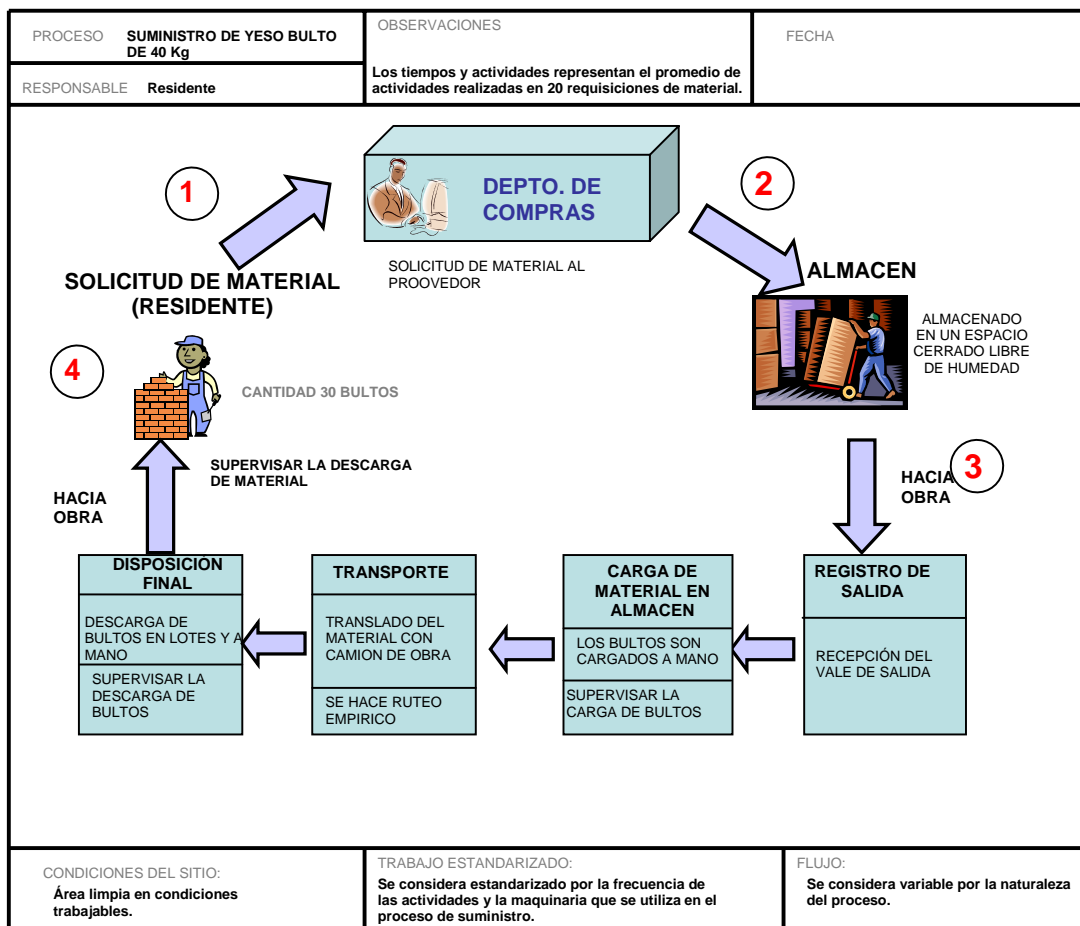 PROCESO SUMINISTRO DE YESO BULTO
DE 40 Kg
RESPONSABLE Residente
OBSERVACIONES
Los tiempos y actividades representan el promedio de
actividades realizadas en 20 requisiciones de material.
FECHA
1
DEPTO. DE
COMPRAS
2
SOLICITUD DE MATERIAL AL
PROOVEDOR
SOLICITUD DE MATERIAL
(RESIDENTE)
ALMACEN
ALMACENADO
EN UN ESPACIO
CERRADO LIBRE
DE HUMEDAD
4
CANTIDAD 30 BULTOS
SUPERVISAR LA DESCARGA
DE MATERIAL
HACIA
OBRA
HACIA
OBRA
3
DISPOSICIÓN
FINAL
DESCARGA DE
BULTOS EN LOTES Y A
MANO
SUPERVISAR LA
DESCARGA DE
BULTOS
TRANSPORTE
TRANSLADO DEL
MATERIAL CON
CAMION DE OBRA
SE HACE RUTEO
EMPIRICO
CARGA DE
MATERIAL EN
ALMACEN
LOS BULTOS SON
CARGADOS A MANO
SUPERVISAR LA
CARGA DE BULTOS
REGISTRO DE
SALIDA
RECEPCIÓN DEL
VALE DE SALIDA
CONDICIONES DEL SITIO:
Área limpia en condiciones
trabajables.
TRABAJO ESTANDARIZADO:
Se considera estandarizado por la frecuencia de
las actividades y la maquinaria que se utiliza en el
proceso de suministro.
FLUJO:
Se considera variable por la naturaleza
del proceso.